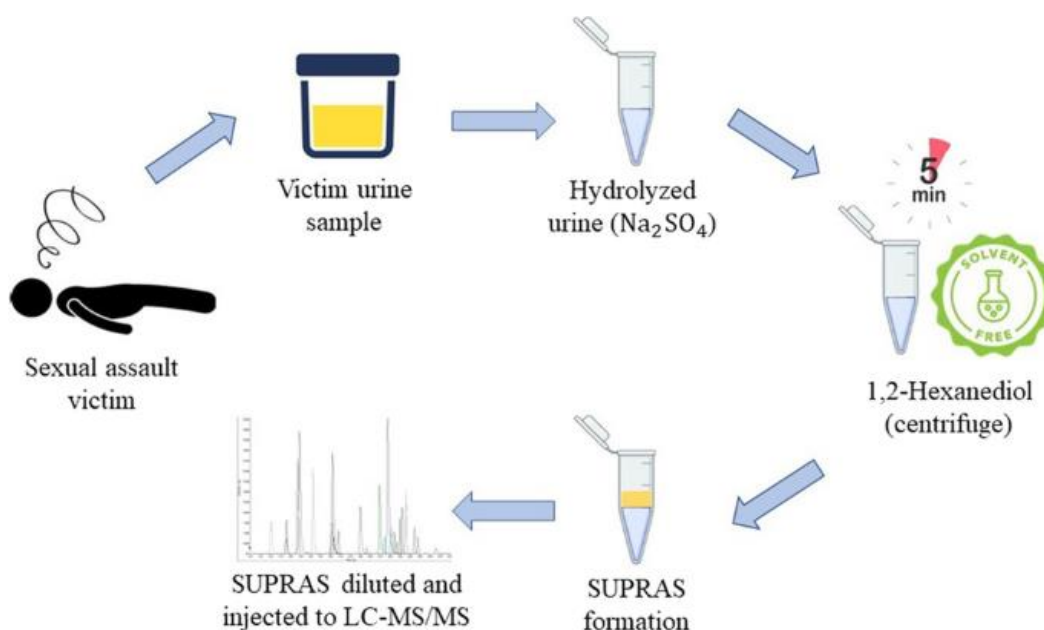 Sexual assault
victim
Victim urine
sample
Hydrolyzed
urine (Na₂SO₄)
5
min
SOLVENT
FREE
1,2-Hexanediol
(centrifuge)
SUPRAS
formation
SUPRAS diluted and
injected to LC-MS/MS